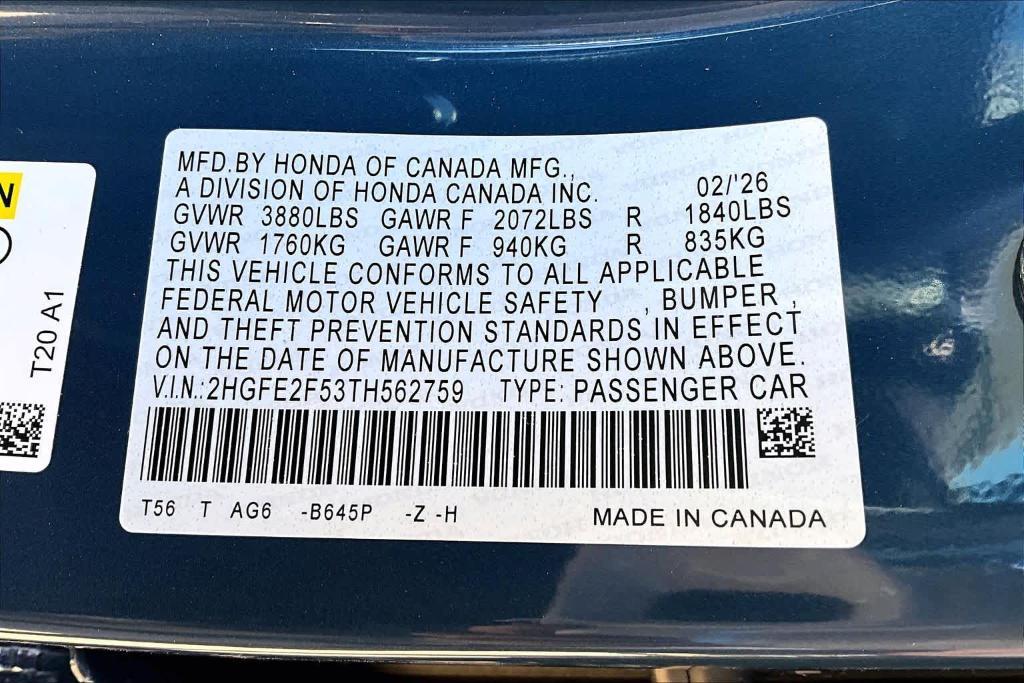 MFD.BY HONDA OF CANADA MFG.,
A DIVISION OF HONDA CANADA INC. 02/'26
GVWR 3880LBS GAWR F 2072LBS R 1840LBS
GVWR 1760KG GAWR F 940KG R 835KG
THIS VEHICLE CONFORMS TO ALL APPLICABLE
FEDERAL MOTOR VEHICLE SAFETY , BUMPER ,
AND THEFT PREVENTION STANDARDS IN EFFECT
ON THE DATE OF MANUFACTURE SHOWN ABOVE.
V.I.N.:2HGFE2F53TH562759 TYPE: PASSENGER CAR
T56 T AG6 -B645P -Z -H MADE IN CANADA
N
T20 A1